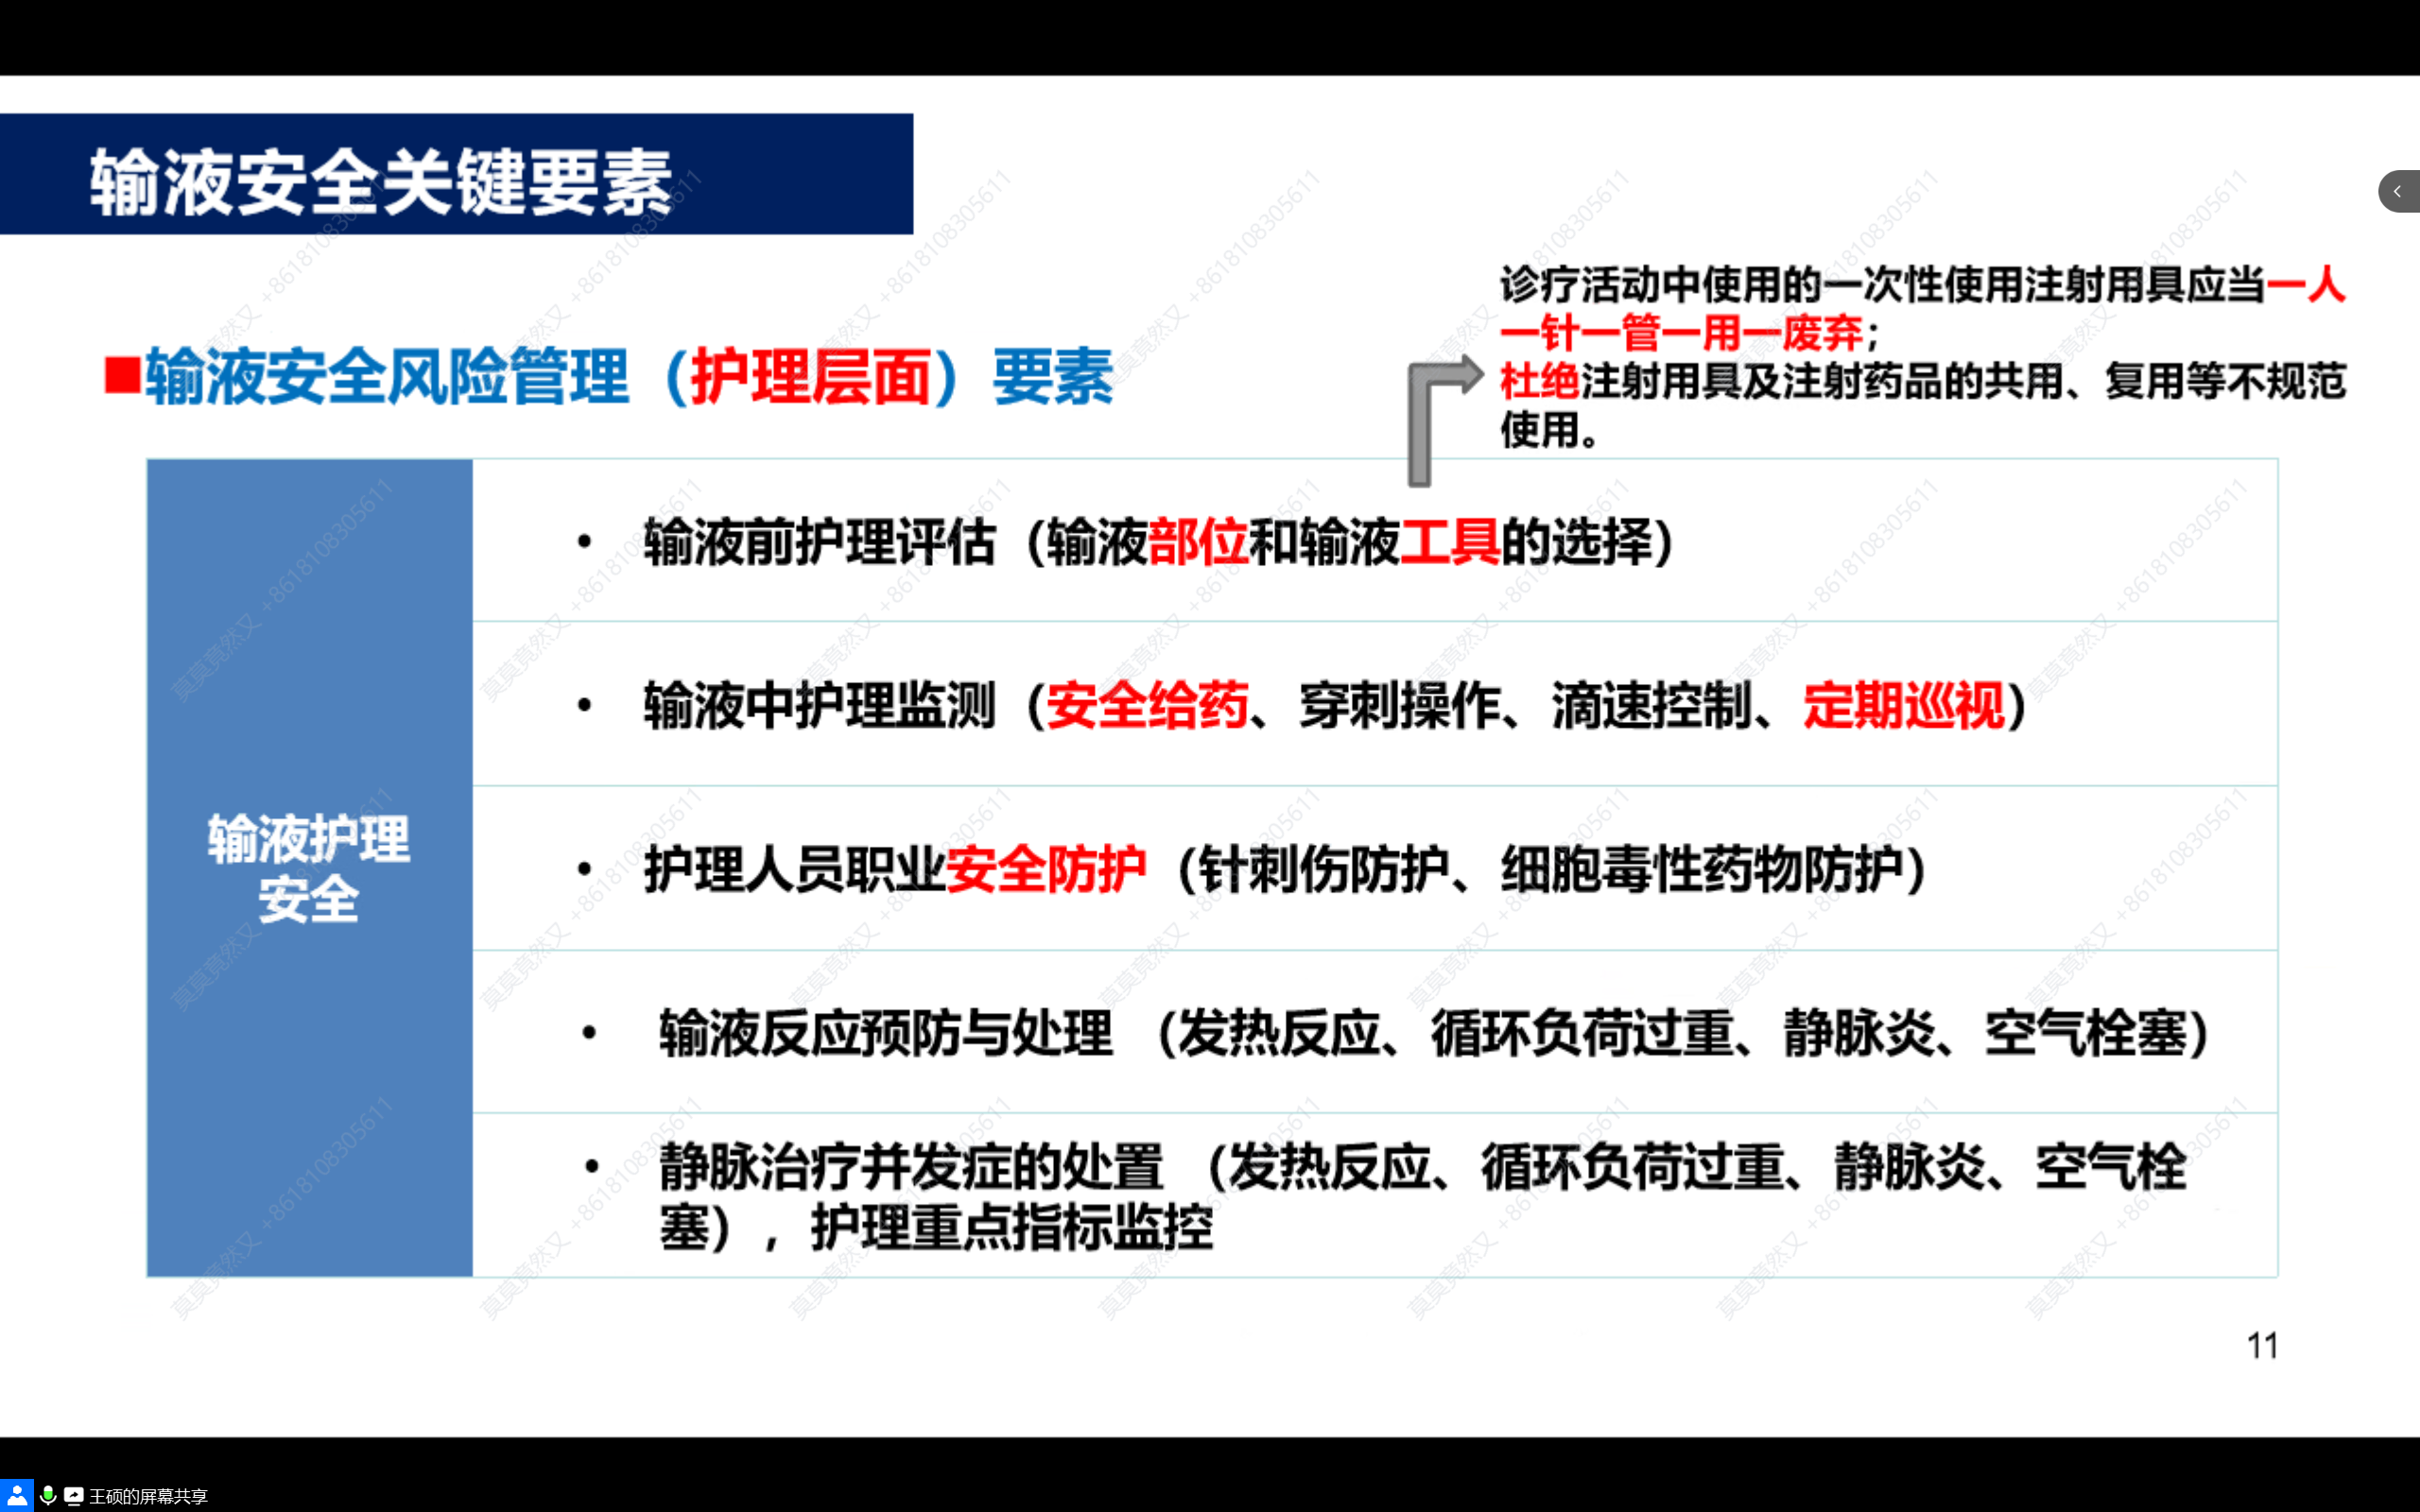 输液安全关键要素
诊疗活动中使用的一次性使用注射用具应当一人
一针一管一用一废弃；
杜绝注射用具及注射药品的共用、复用等不规范
使用。
■输液安全风险管理（护理层面）要素
输液护理
安全
• 输液前护理评估（输液部位和输液工具的选择）
• 输液中护理监测（安全给药、穿刺操作、滴速控制、定期巡视）
• 护理人员职业安全防护（针刺伤防护、细胞毒性药物防护）
• 输液反应预防与处理 （发热反应、循环负荷过重、静脉炎、空气栓塞）
• 静脉治疗并发症的处置 （发热反应、循环负荷过重、静脉炎、空气栓
塞），护理重点指标监控
11
莫莫竟然又 +8618108305611
王硕的屏幕共享